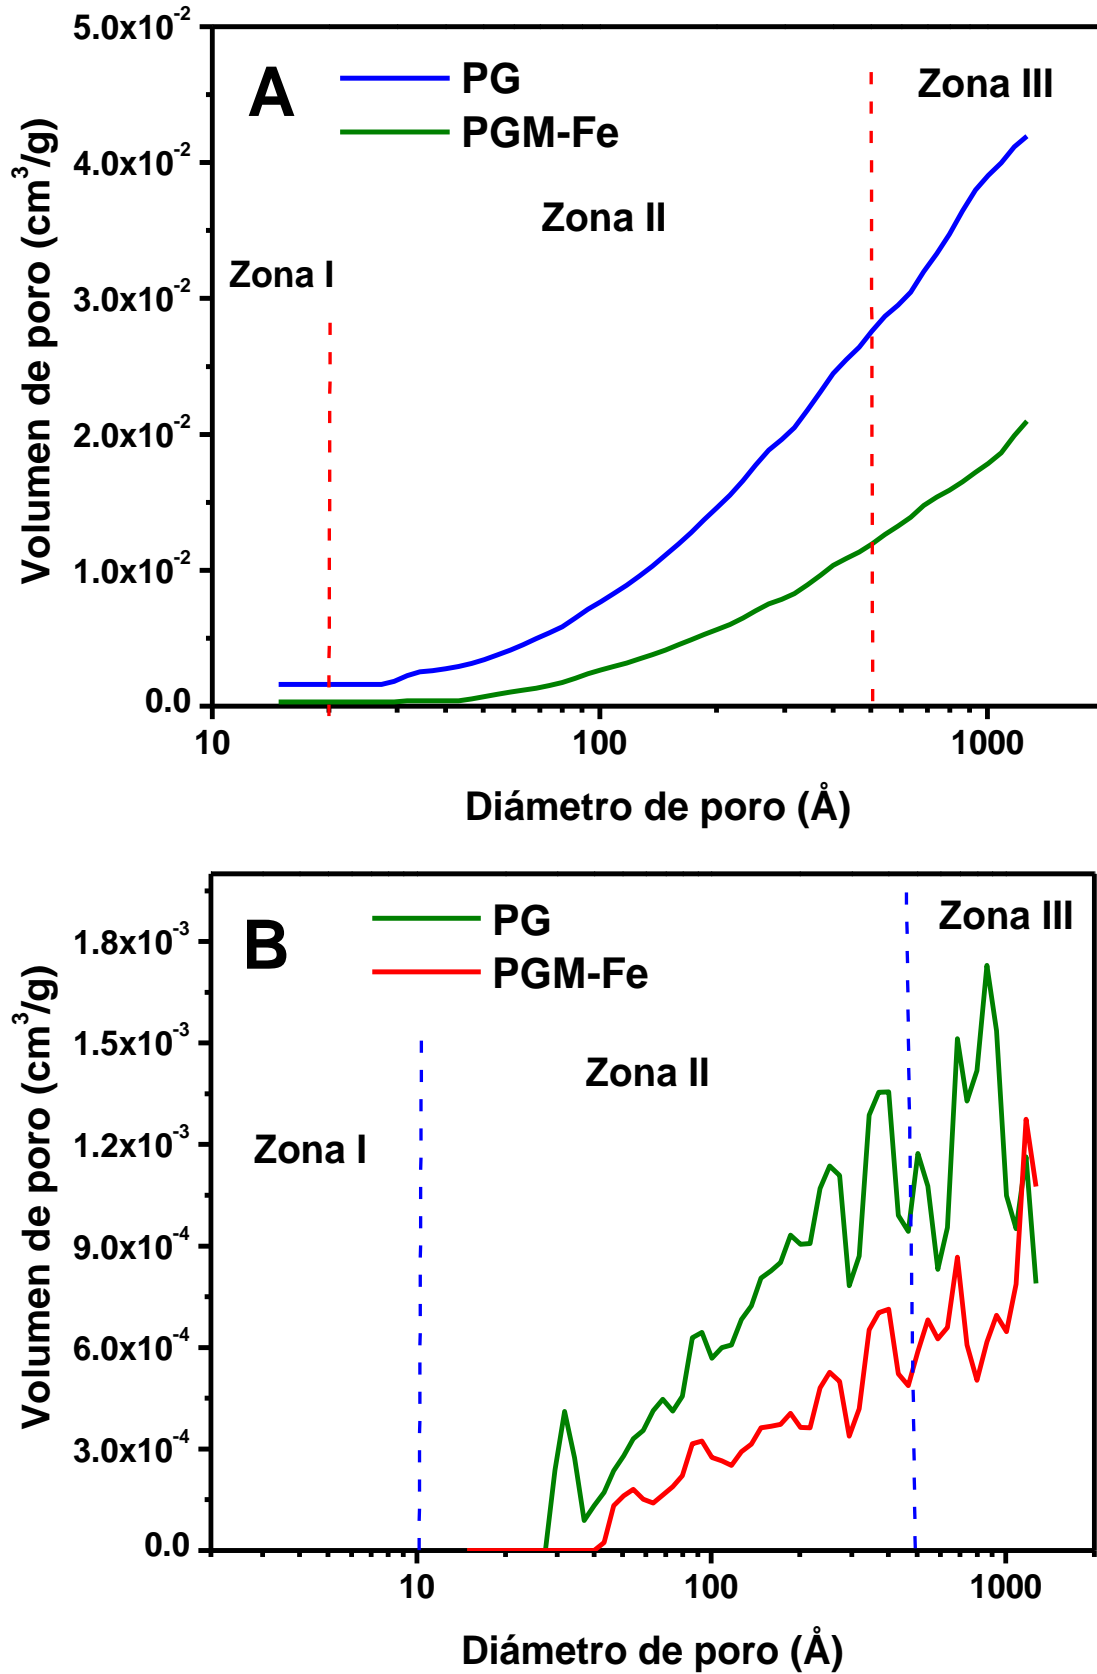 5.0x10⁻²
4.0x10⁻²
3.0x10⁻²
2.0x10⁻²
1.0x10⁻²
0.0
Volumen de poro (cm³/g)
A
PG
PGM-Fe
Zona I
Zona II
Zona III
10
100
1000
Diámetro de poro (Å)
1.8x10⁻³
1.5x10⁻³
1.2x10⁻³
9.0x10⁻⁴
6.0x10⁻⁴
3.0x10⁻⁴
0.0
Volumen de poro (cm³/g)
B
PG
PGM-Fe
Zona I
Zona II
Zona III
10
100
1000
Diámetro de poro (Å)